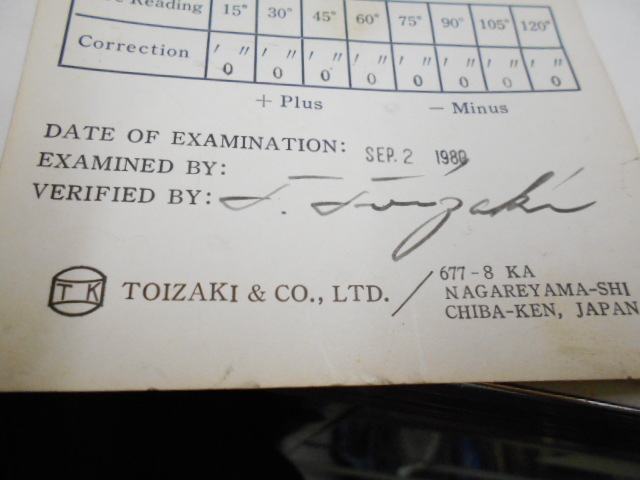 Reading 15° 30° 45° 60° 75° 90° 105° 120°
Correction ′ ″ 0 ′ ″ 0 ′ ″ 0 ′ ″ 0 ′ ″ 0 ′ ″ 0 ′ ″ 0 ′ ″ 0
+ Plus − Minus
DATE OF EXAMINATION: SEP. 2 1980
EXAMINED BY:
VERIFIED BY: T. Toizaki
TK TOIZAKI & CO., LTD. / 677-8 KA
NAGAREYAMA-SHI
CHIBA-KEN, JAPAN